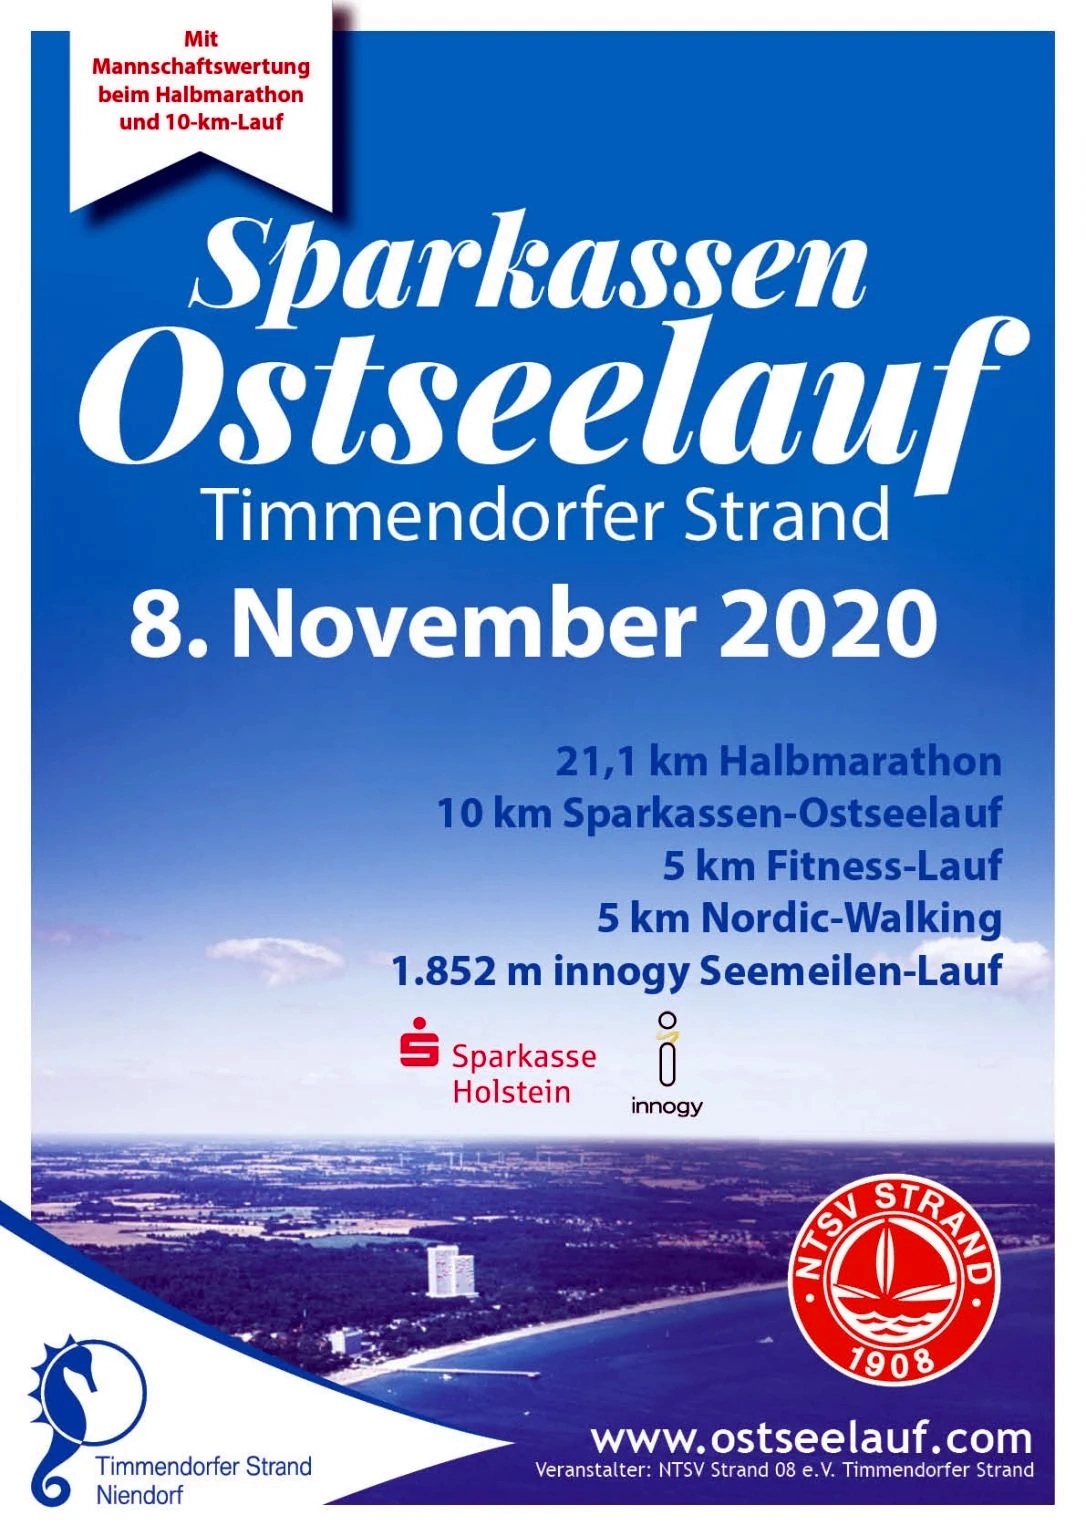 Mit
Mannschaftswertung
beim Halbmarathon
und 10-km-Lauf
Sparkassen
Ostseelauf
Timmendorfer Strand
8. November 2020
21,1 km Halbmarathon
10 km Sparkassen-Ostseelauf
5 km Fitness-Lauf
5 km Nordic-Walking
1.852 m innogy Seemeilen-Lauf
Sparkasse
Holstein
innogy
· NTSV STRAND ·
1908
www.ostseelauf.com
Veranstalter: NTSV Strand 08 e.V. Timmendorfer Strand
Timmendorfer Strand
Niendorf